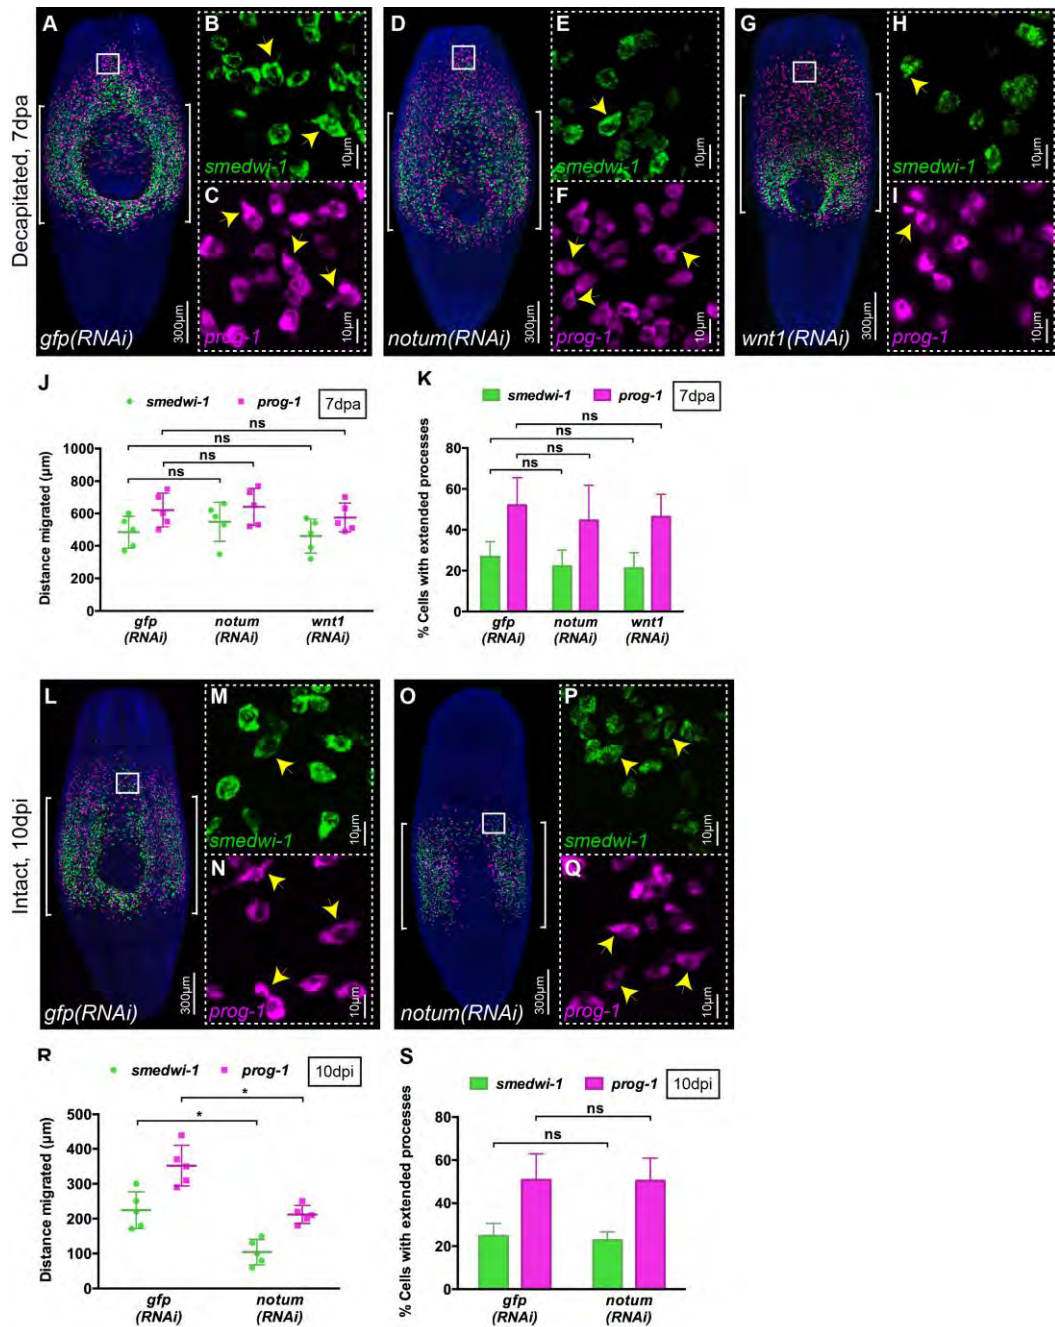 Decapitated, 7dpa
A
gfp(RNAi)
300µm
B
smedwi-1
10µm
C
prog-1
10µm
D
notum(RNAi)
300µm
E
smedwi-1
10µm
F
prog-1
10µm
G
wnt1(RNAi)
300µm
H
smedwi-1
10µm
I
prog-1
10µm
J
smedwi-1 prog-1 7dpa
ns
ns
ns
ns
Distance migrated (µm)
1000
800
600
400
200
0
gfp (RNAi)
notum (RNAi)
wnt1 (RNAi)
K
smedwi-1 prog-1 7dpa
ns
ns
ns
ns
% Cells with extended processes
80
60
40
20
0
gfp (RNAi)
notum (RNAi)
wnt1 (RNAi)
Intact, 10dpi
L
gfp(RNAi)
300µm
M
smedwi-1
10µm
N
prog-1
10µm
O
notum(RNAi)
300µm
P
smedwi-1
10µm
Q
prog-1
10µm
R
smedwi-1 prog-1 10dpi
*
*
Distance migrated (µm)
500
400
300
200
100
0
gfp (RNAi)
notum (RNAi)
S
smedwi-1 prog-1 10dpi
ns
ns
% Cells with extended processes
80
60
40
20
0
gfp (RNAi)
notum (RNAi)